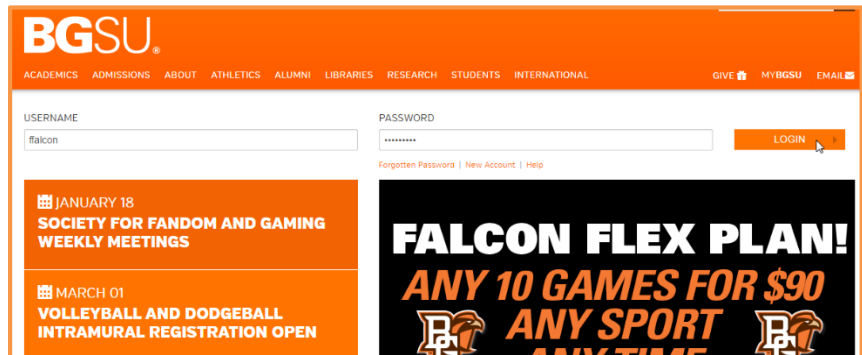 BGSU®
ACADEMICS ADMISSIONS ABOUT ATHLETICS ALUMNI LIBRARIES RESEARCH STUDENTS INTERNATIONAL GIVE MYBGSU EMAIL
USERNAME PASSWORD
ffalcon ••••••••• LOGIN
Forgotten Password | New Account | Help
JANUARY 18
SOCIETY FOR FANDOM AND GAMING
WEEKLY MEETINGS
MARCH 01
VOLLEYBALL AND DODGEBALL
INTRAMURAL REGISTRATION OPEN
FALCON FLEX PLAN!
ANY 10 GAMES FOR $90
ANY SPORT
ANY TIME